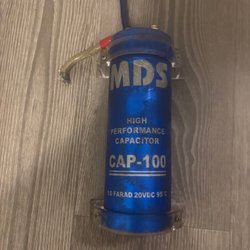 MDS
HIGH
PERFORMANCE
CAPACITOR
CAP-100
1.0 FARAD 20VDC 95°C